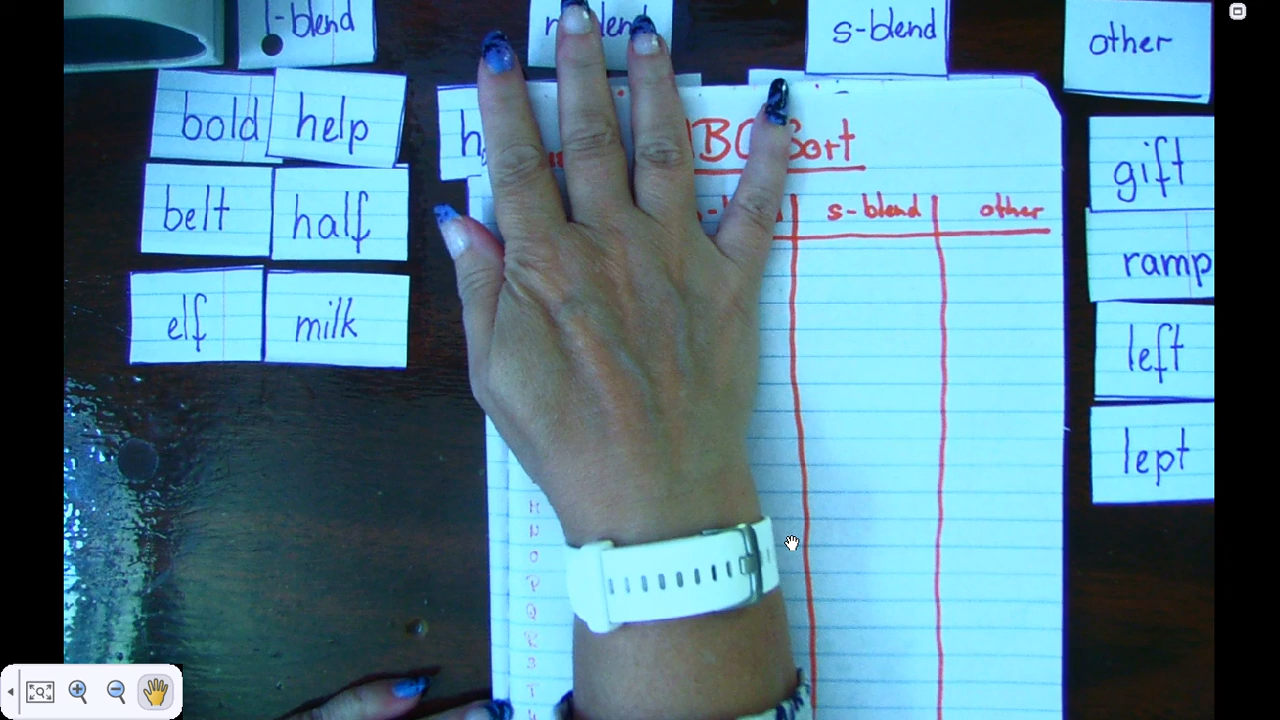 l-blend
s-blend
other
bold help
belt half
elf milk
gift
ramp
left
lept
Sort
s-blend other
N
O
P
Q
R
S
T